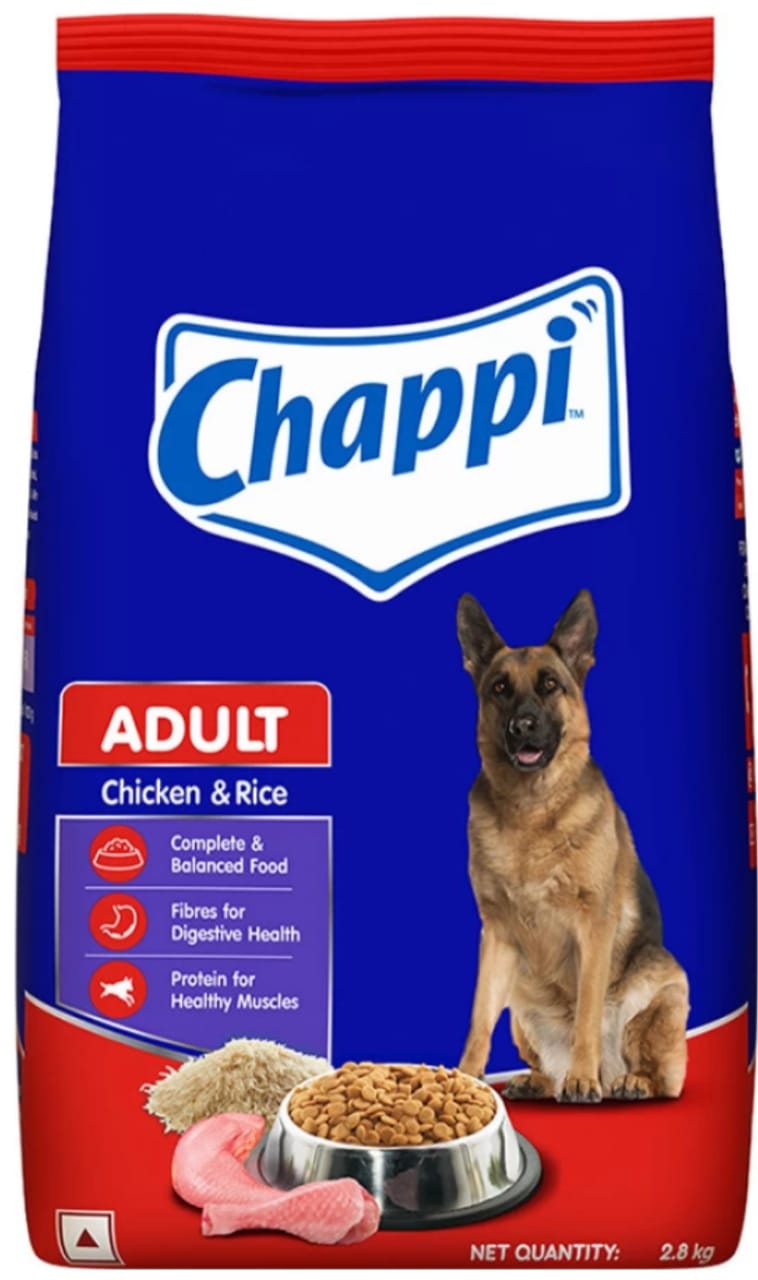 Chappi™
ADULT
Chicken & Rice
Complete &
Balanced Food
Fibres for
Digestive Health
Protein for
Healthy Muscles
NET QUANTITY: 2.8 kg